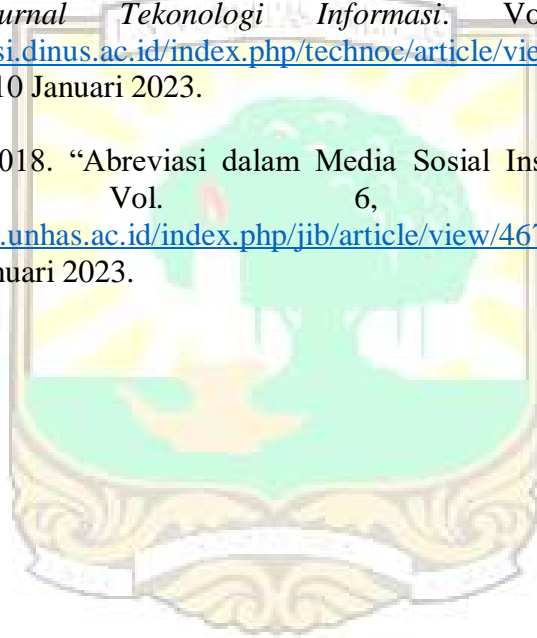 urnal Tekonologi Informasi. Vo
si.dinus.ac.id/index.php/technoc/article/vie
10 Januari 2023.
018. “Abreviasi dalam Media Sosial Ins
Vol. 6,
.unhas.ac.id/index.php/jib/article/view/467
nuari 2023.